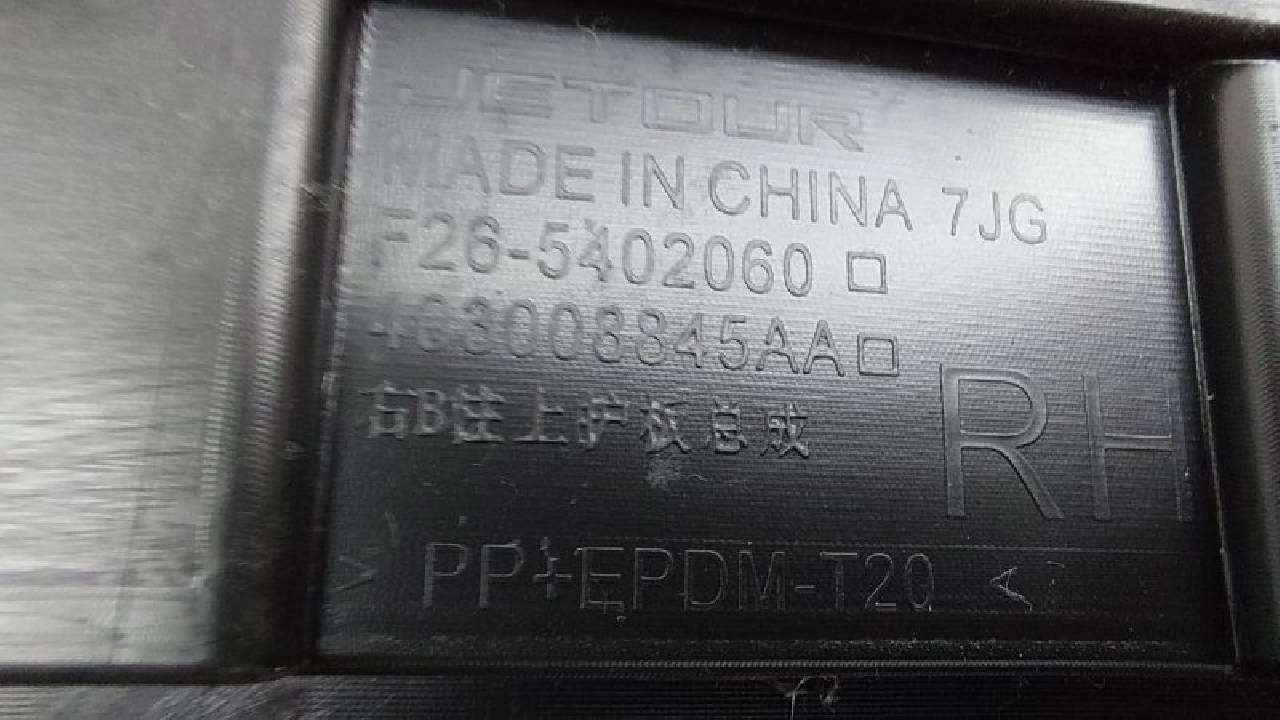 JETOUR
MADE IN CHINA 7JG
F26-5402060 □
403008845AA□
右B柱上护板总成
RH
>PP+EPDM-T20<